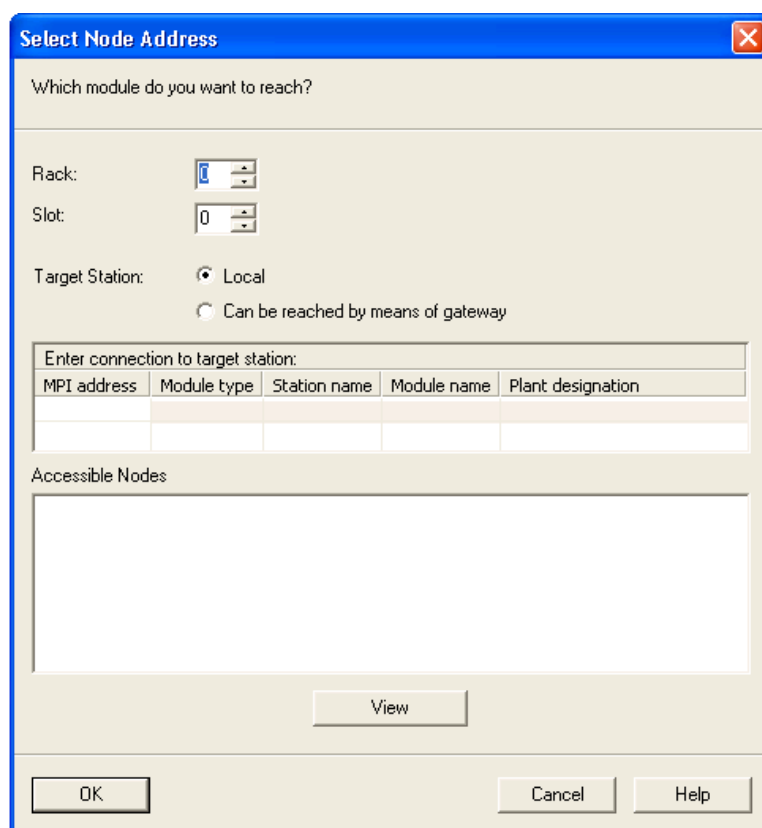 Select Node Address
Which module do you want to reach?
Rack: 0
Slot: 0
Target Station: Local
Can be reached by means of gateway
Enter connection to target station:
MPI address Module type Station name Module name Plant designation
Accessible Nodes
View
OK Cancel Help